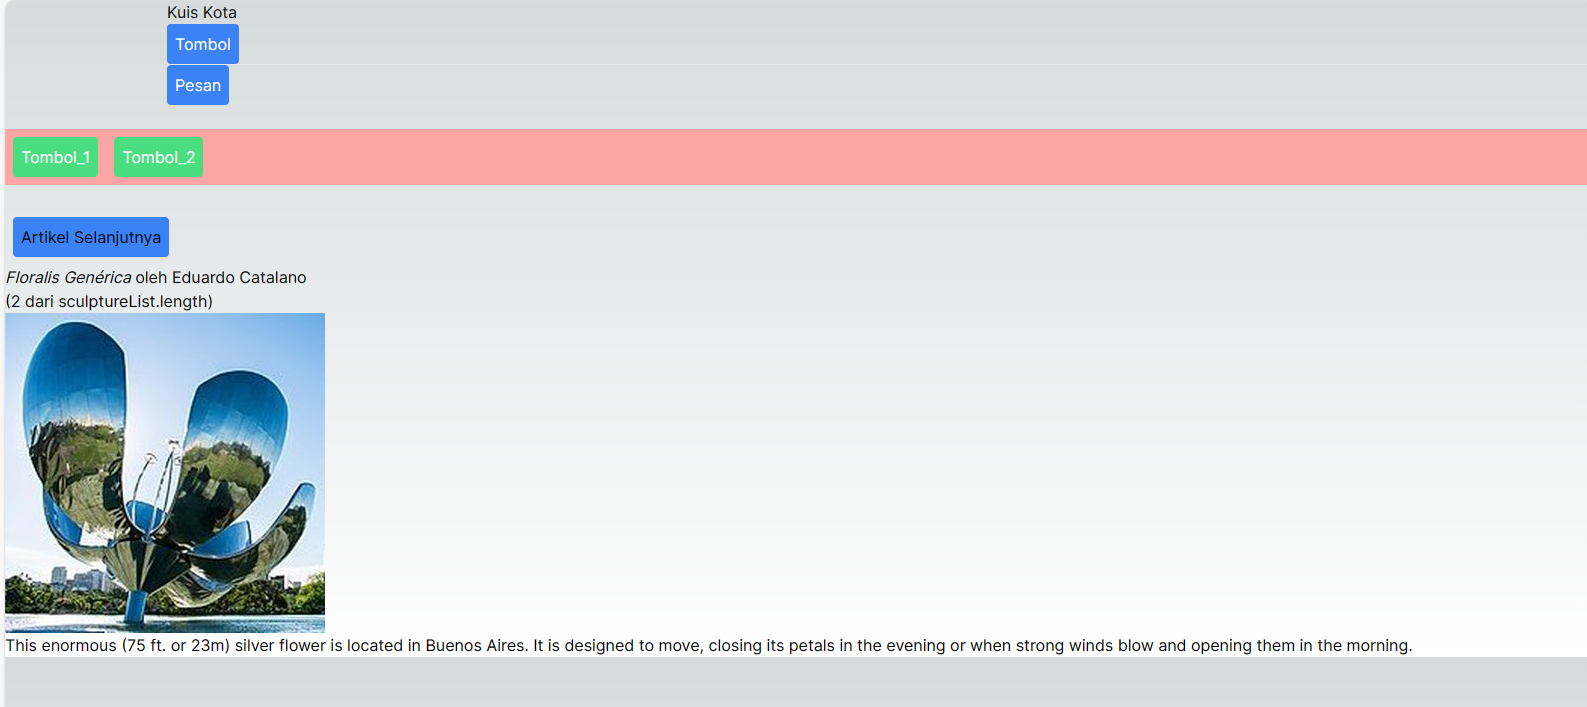 Kuis Kota
Tombol
Pesan
Tombol_1 Tombol_2
Artikel Selanjutnya
Floralis Genérica oleh Eduardo Catalano
(2 dari sculptureList.length)
This enormous (75 ft. or 23m) silver flower is located in Buenos Aires. It is designed to move, closing its petals in the evening or when strong winds blow and opening them in the morning.